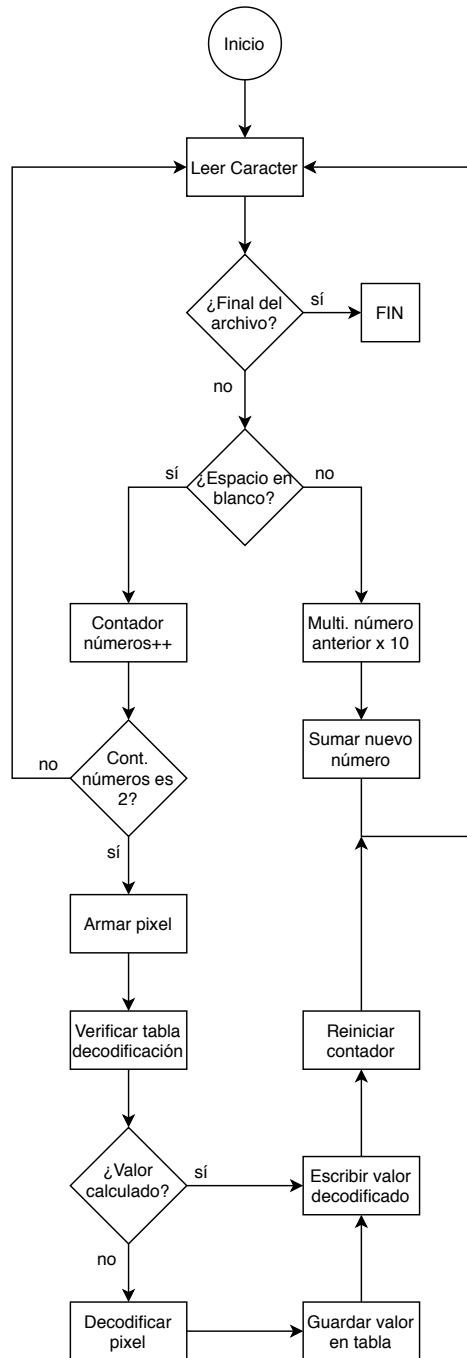 Inicio
Leer Caracter
¿Final del
archivo?
sí
FIN
no
¿Espacio en
blanco?
sí
no
Contador
números++
Multi. número
anterior x 10
Cont.
números es
2?
no
sí
Sumar nuevo
número
Armar pixel
Verificar tabla
decodificación
Reiniciar
contador
¿Valor
calculado?
sí
no
Escribir valor
decodificado
Decodificar
pixel
Guardar valor
en tabla